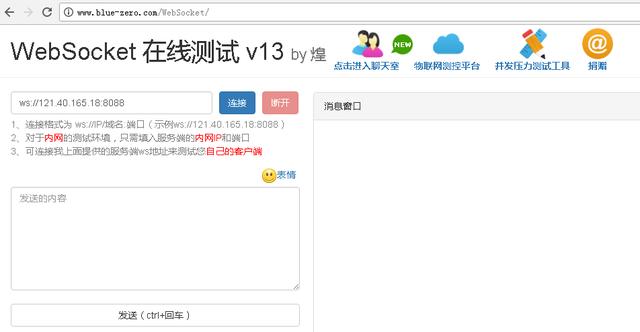 www.blue-zero.com/WebSocket/
WebSocket 在线测试 v13 by 煌
点击进入聊天室
NEW
物联网测控平台
并发压力测试工具
捐赠
ws://121.40.165.18:8088
连接
断开
1、连接格式为 ws://IP/域名:端口（示例ws://121.40.165.18:8088）
2、对于内网的测试环境，只需填入服务端的内网IP和端口
3、可连接我上面提供的服务端ws地址来测试您自己的客户端
表情
发送的内容
发送（ctrl+回车）
消息窗口